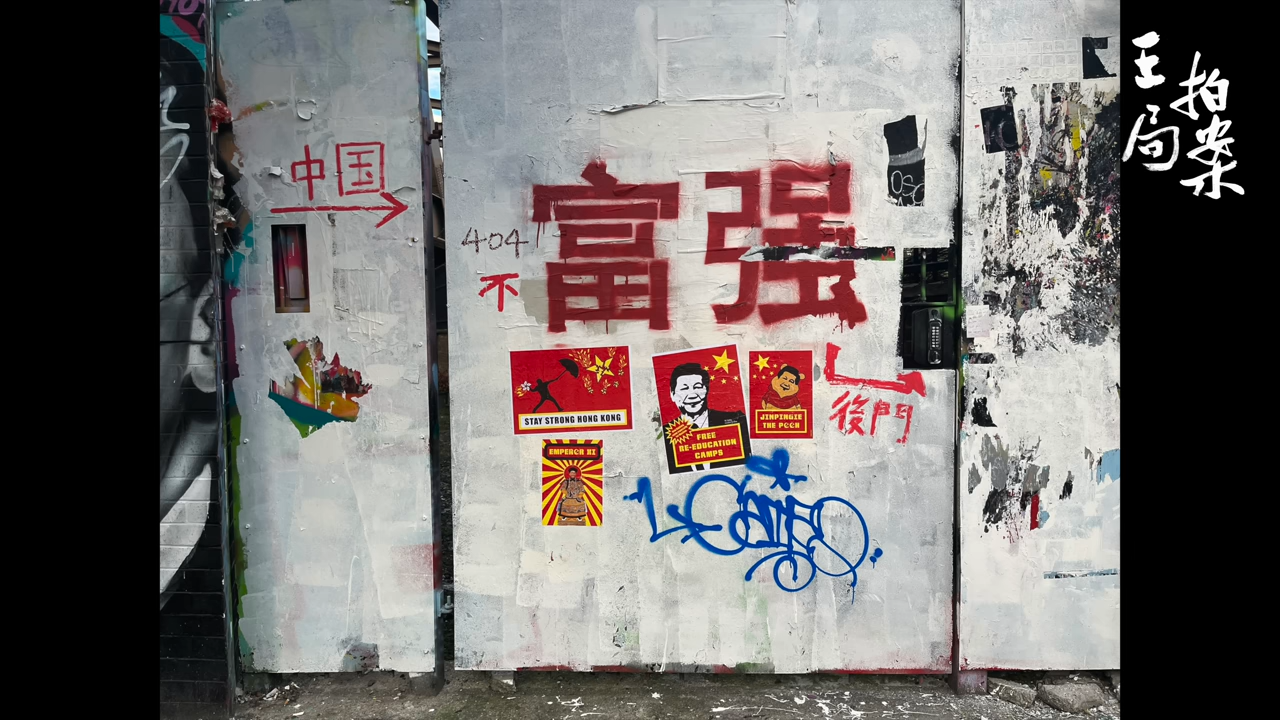 中国
404
不
富强
後門
STAY STRONG HONG KONG
FREE
RE-EDUCATION
CAMPS
JINPINGIE
THE POOH
EMPEROR XI
OSC
王局
拍案